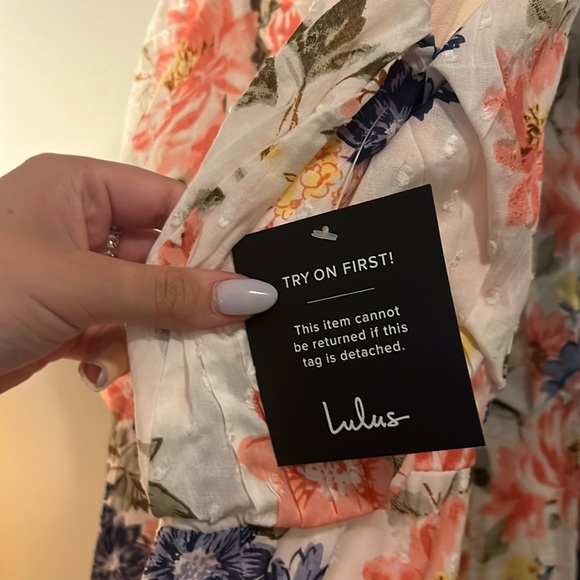 TRY ON FIRST!
This item cannot
be returned if this
tag is detached.
Lulus